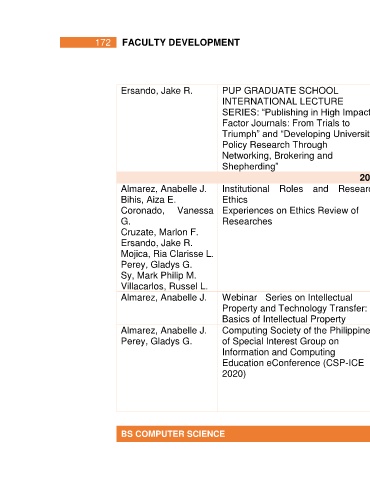 172 FACULTY DEVELOPMENT
Ersando, Jake R.
PUP GRADUATE SCHOOL
INTERNATIONAL LECTURE
SERIES: “Publishing in High Impact
Factor Journals: From Trials to
Triumph” and “Developing Universit
Policy Research Through
Networking, Brokering and
Shepherding”
20
Almarez, Anabelle J.
Bihis, Aiza E.
Coronado, Vanessa
G.
Cruzate, Marlon F.
Ersando, Jake R.
Mojica, Ria Clarisse L.
Perey, Gladys G.
Sy, Mark Philip M.
Villacarlos, Russel L.
Institutional Roles and Researc
Ethics
Experiences on Ethics Review of
Researches
Almarez, Anabelle J.
Webinar Series on Intellectual
Property and Technology Transfer:
Basics of Intellectual Property
Almarez, Anabelle J.
Perey, Gladys G.
Computing Society of the Philippine
of Special Interest Group on
Information and Computing
Education eConference (CSP-ICE
2020)
BS COMPUTER SCIENCE